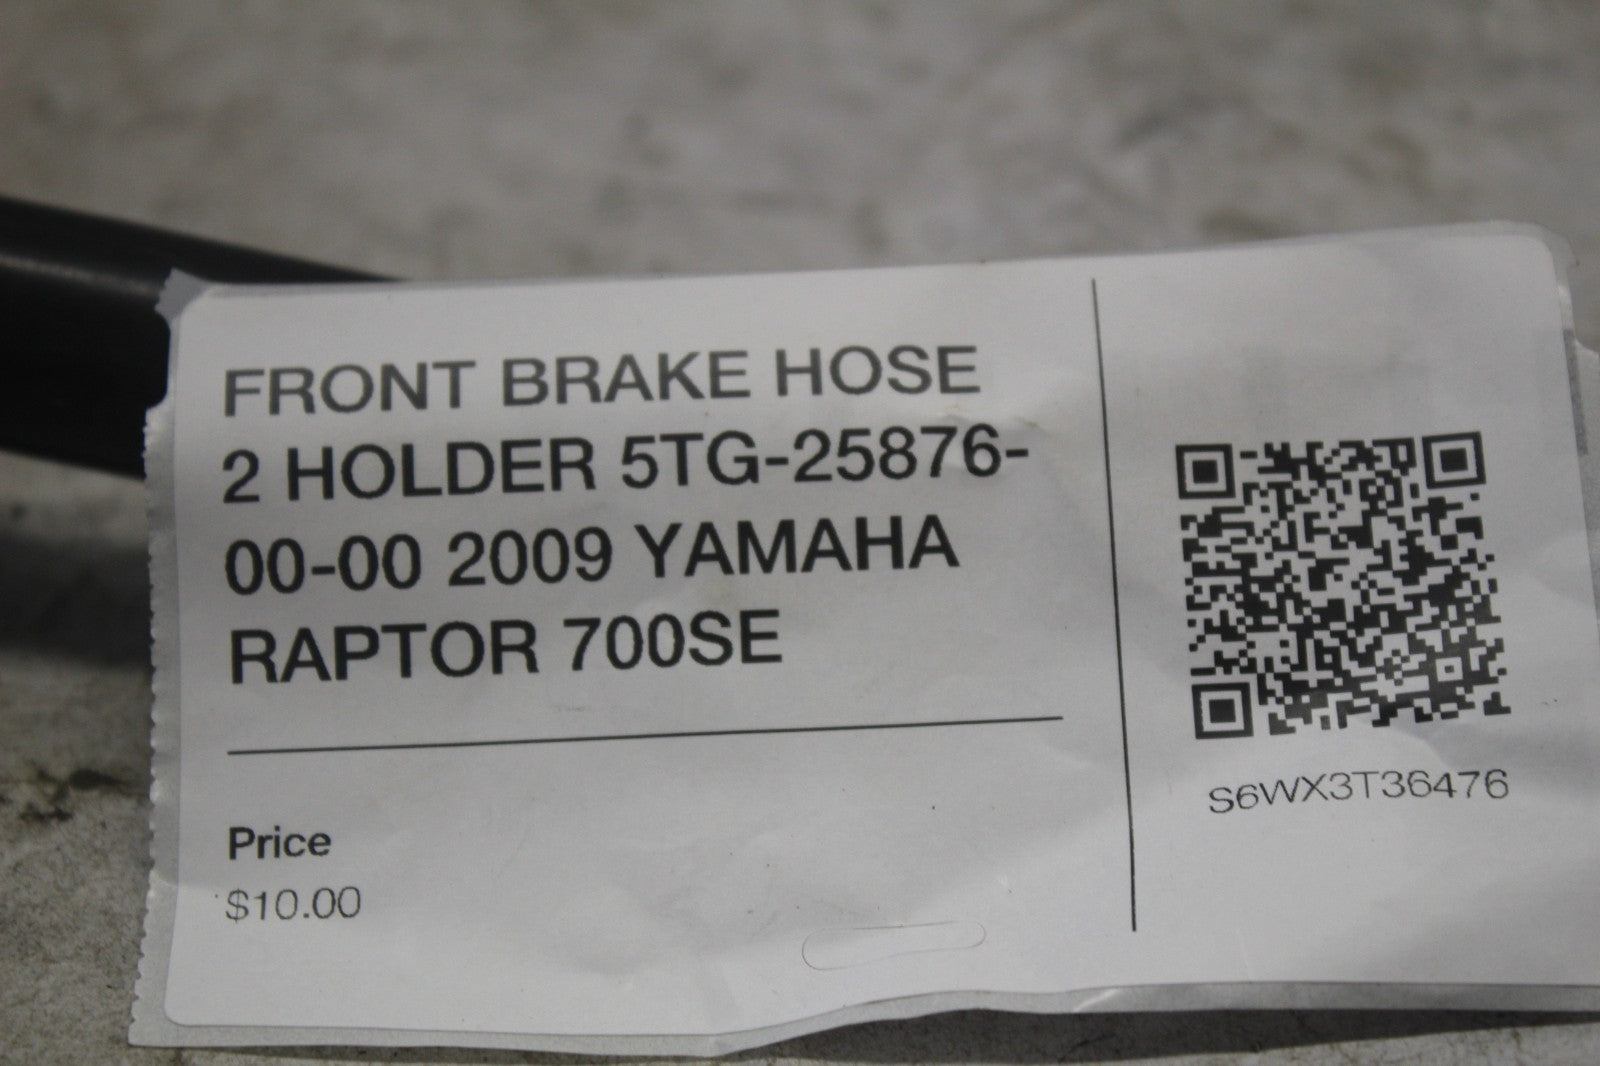 FRONT BRAKE HOSE
2 HOLDER 5TG-25876-
00-00 2009 YAMAHA
RAPTOR 700SE
Price
$10.00
S6WX3T36476